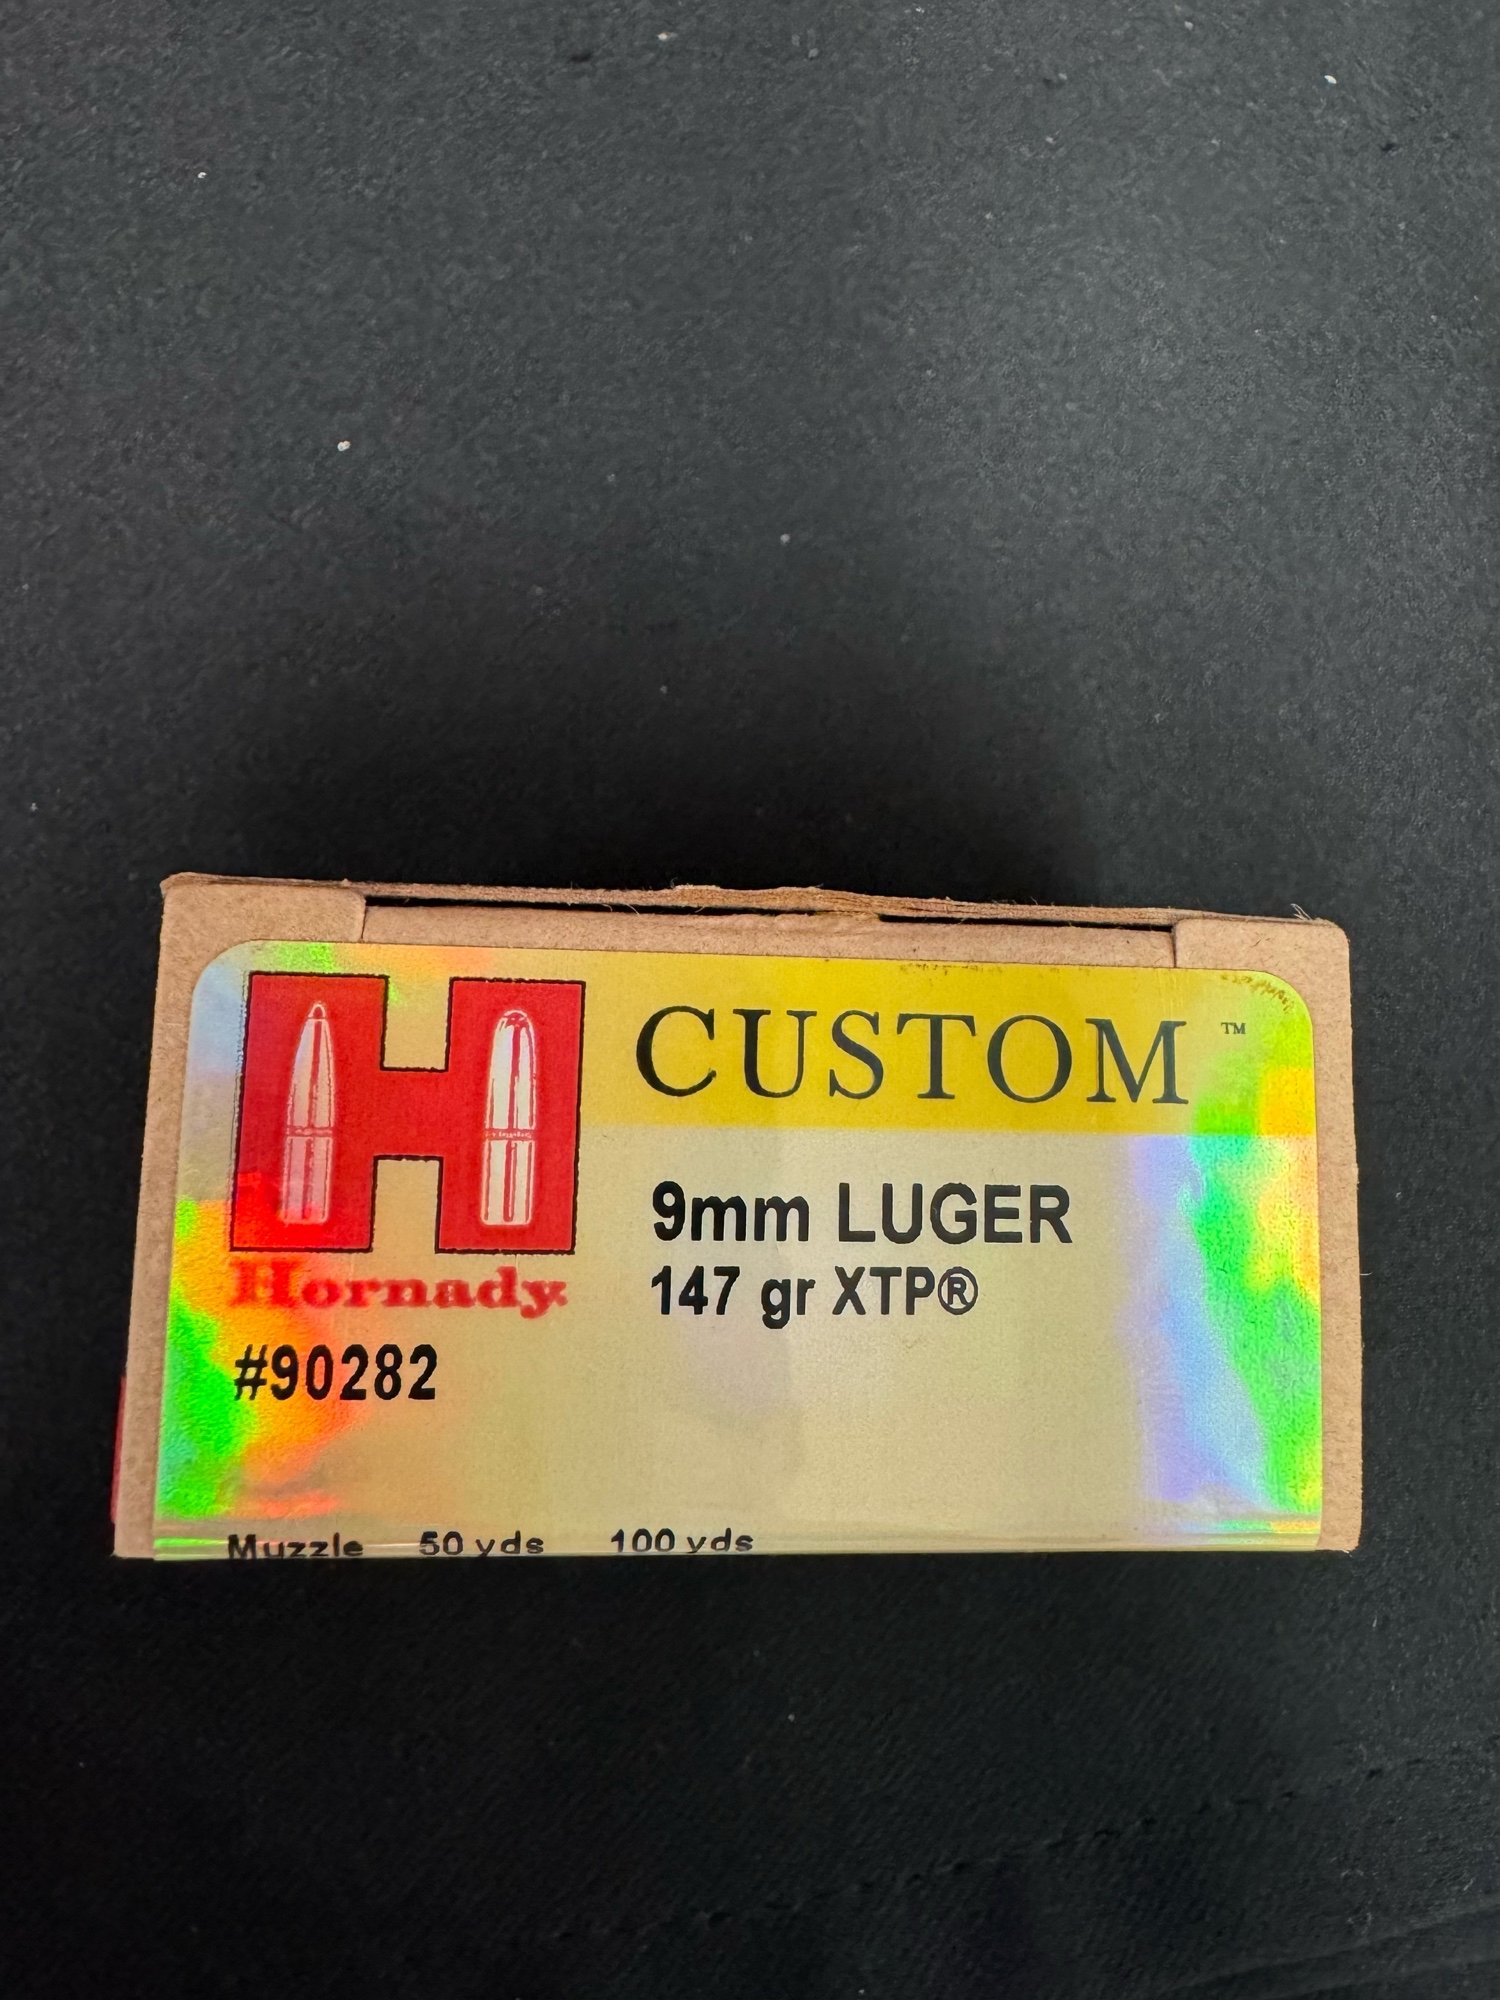 CUSTOM™
9mm LUGER
147 gr XTP®
Hornady
#90282
Muzzle 50 yds 100 yds